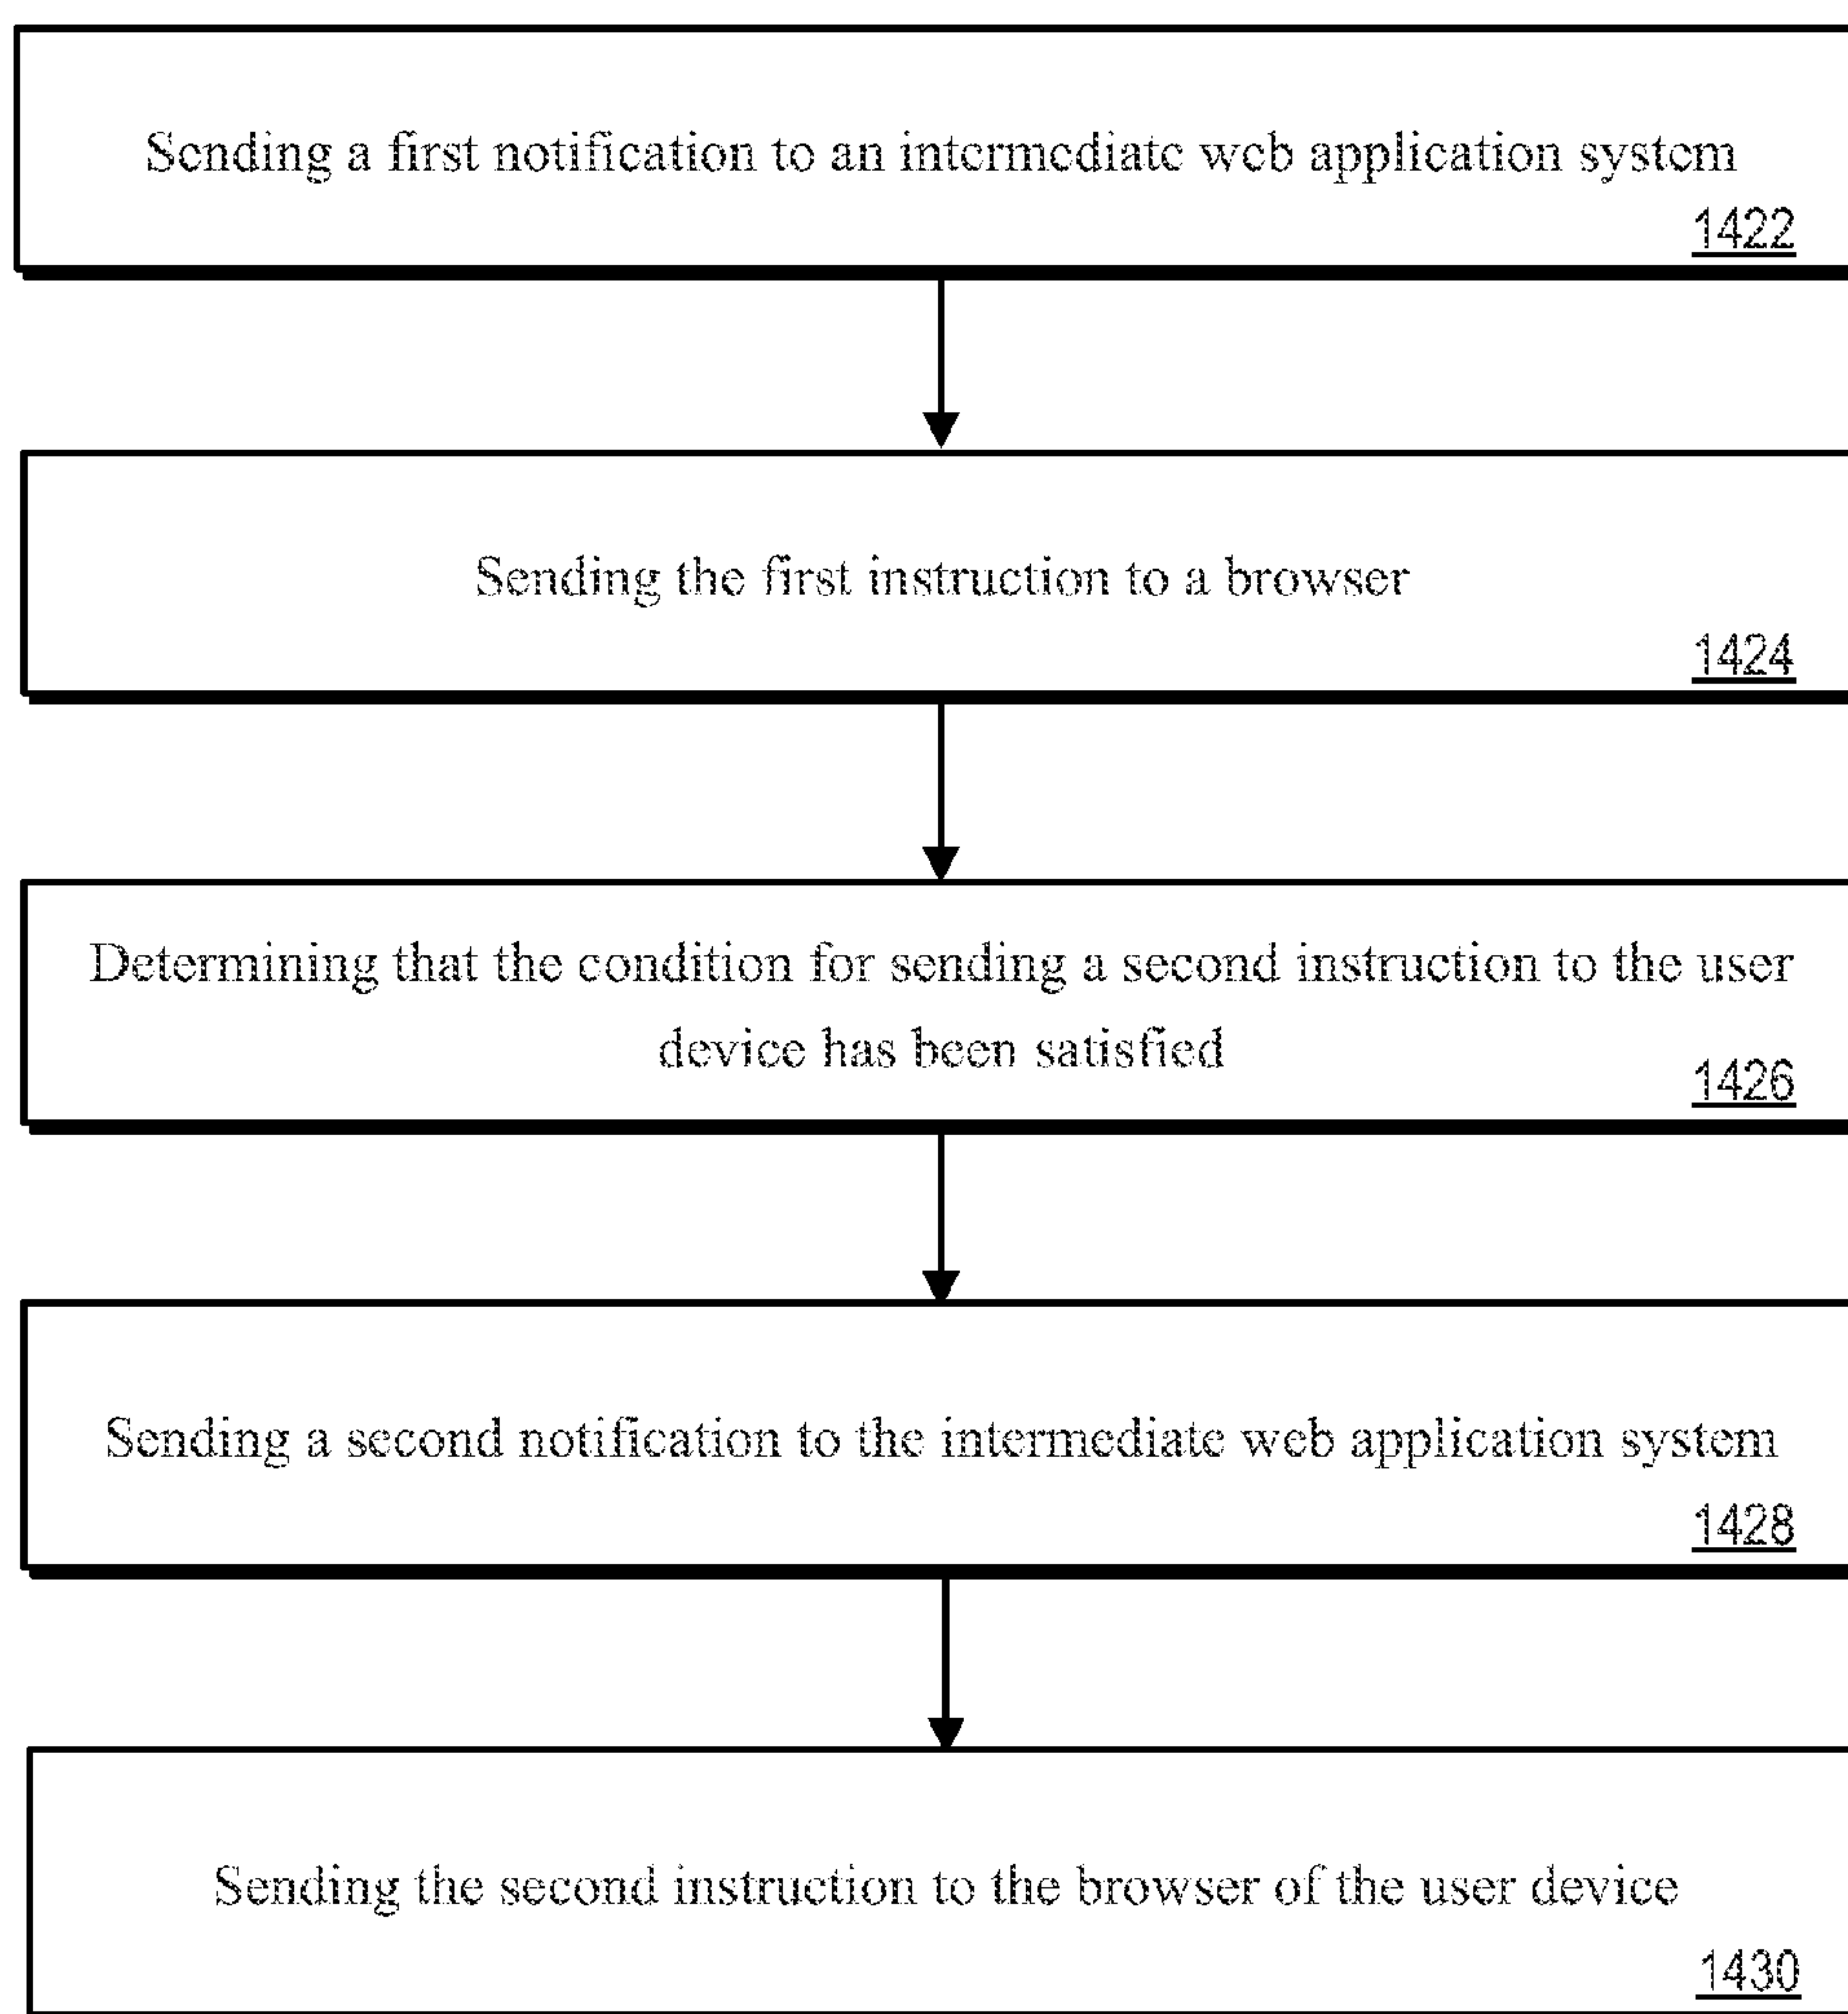 Sending a first notification to an intermediate web application system
1422
Sending the first instruction to a browser
1424
Determining that the condition for sending a second instruction to the user
device has been satisfied
1426
Sending a second notification to the intermediate web application system
1428
Sending the second instruction to the browser of the user device
1430